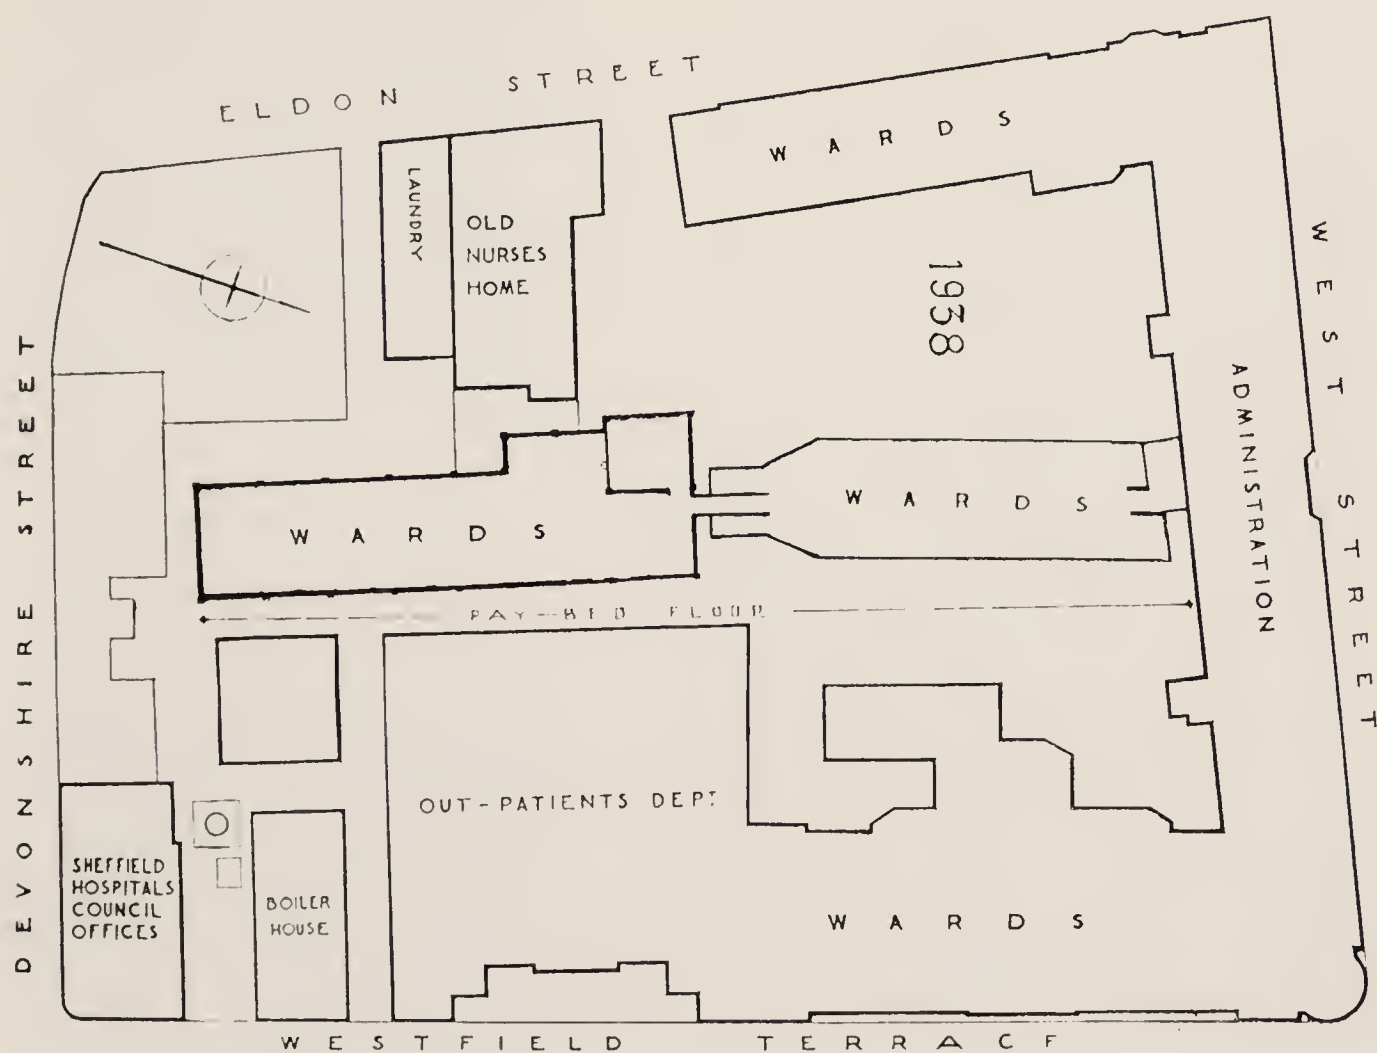 ELDON STREET
WARDS
LAUNDRY
OLD
NURSES
HOME
WEST STREET
1938
DEVONSHIRE STREET
ADMINISTRATION
WARDS
WARDS
PAY-BED FLOOR
OUT-PATIENTS DEPT
SHEFFIELD
HOSPITALS
COUNCIL
OFFICES
BOILER
HOUSE
WARDS
WESTFIELD TERRACE